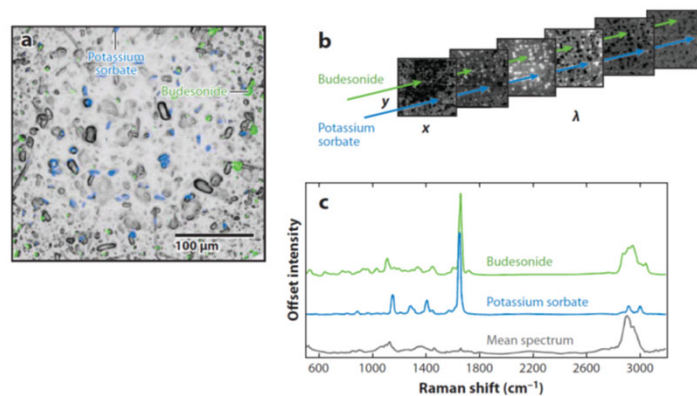 a
Potassium
sorbate
Budesonide
100 μm
b
Budesonide
y
Potassium
sorbate
x
λ
c
Offset intensity
Budesonide
Potassium sorbate
Mean spectrum
600 1000 1400 1800 2200 2600 3000
Raman shift (cm⁻¹)